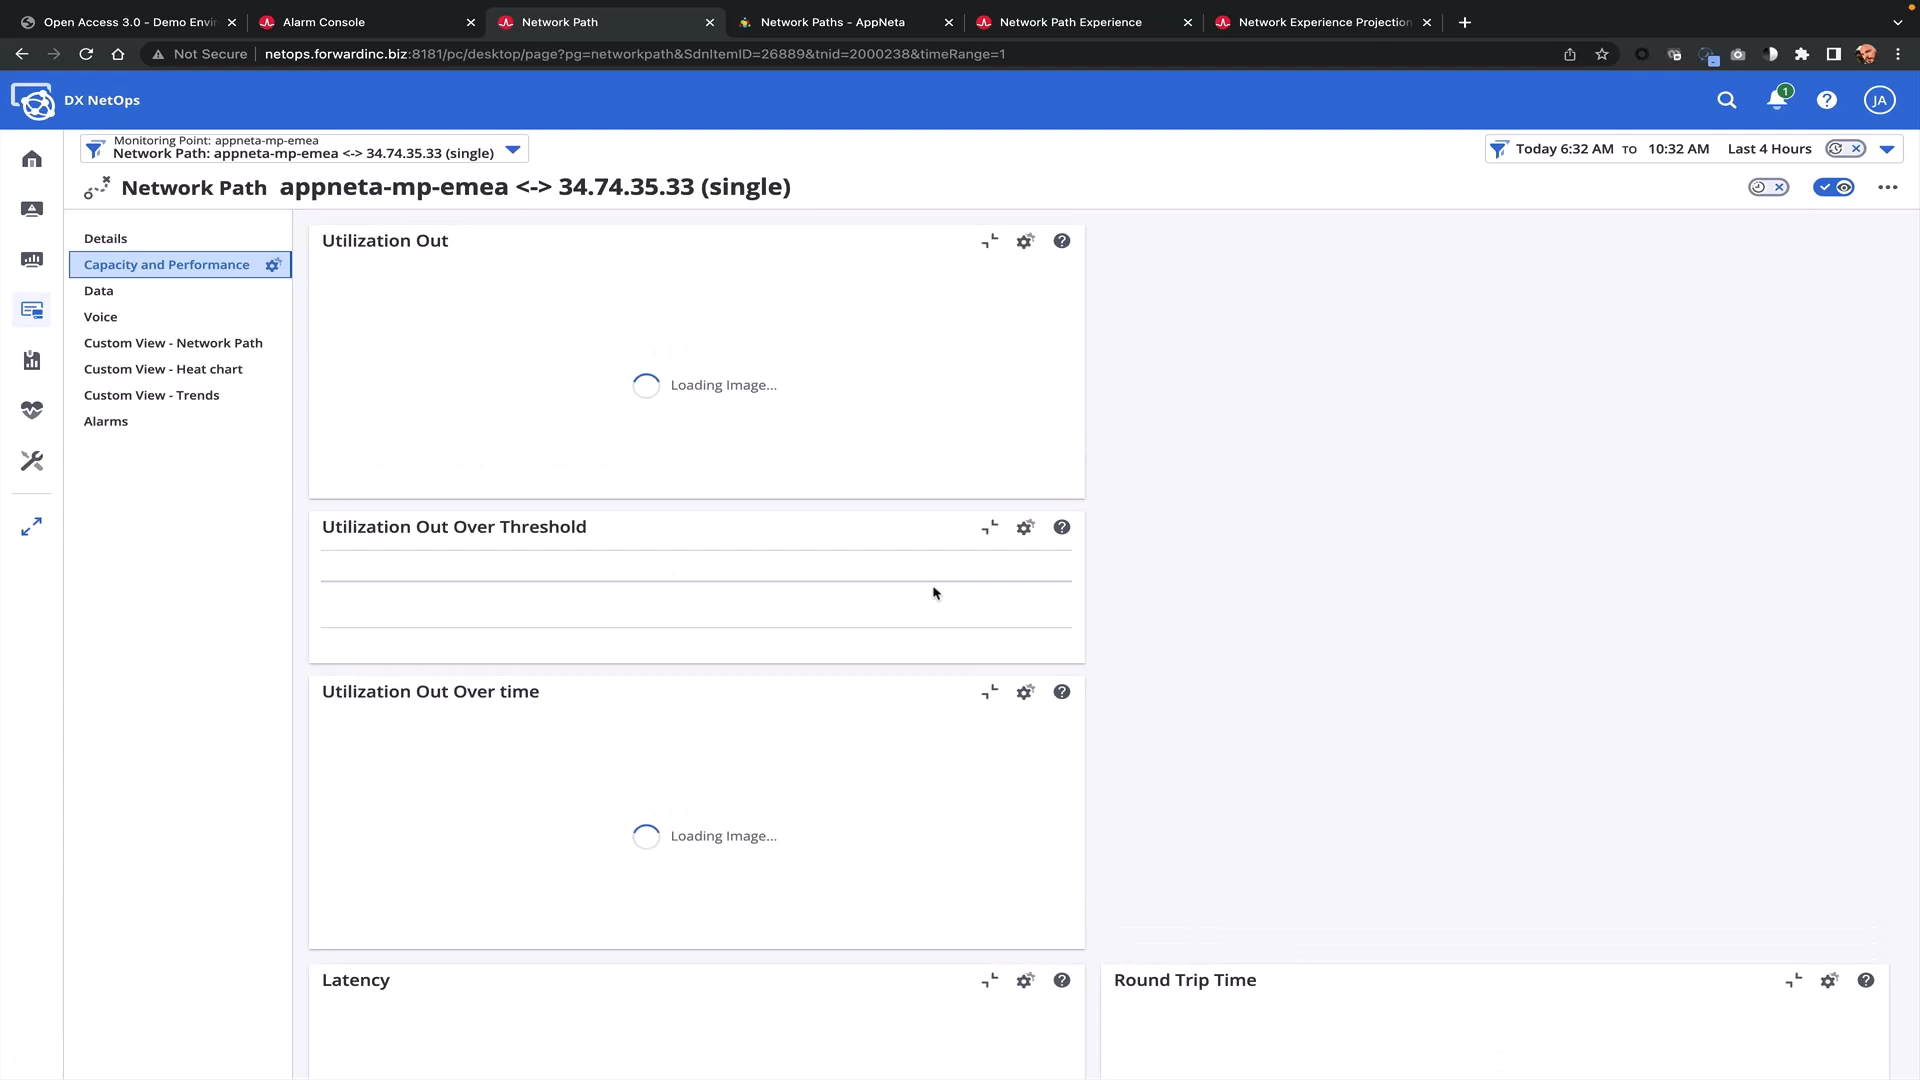 Open Access 3.0 - Demo Envi
Alarm Console
Network Path
Network Paths - AppNeta
Network Path Experience
Network Experience Projection
Not Secure
netops.forwardinc.biz:8181/pc/desktop/page?pg=networkpath&SdnItemID=26889&tnid=2000238&timeRange=1
DX NetOps
1
JA
Monitoring Point: appneta-mp-emea
Network Path: appneta-mp-emea <-> 34.74.35.33 (single)
Today 6:32 AM TO 10:32 AM Last 4 Hours
Network Path appneta-mp-emea <-> 34.74.35.33 (single)
Details
Capacity and Performance
Data
Voice
Custom View - Network Path
Custom View - Heat chart
Custom View - Trends
Alarms
Utilization Out
Loading Image...
Utilization Out Over Threshold
Utilization Out Over time
Loading Image...
Latency
Round Trip Time